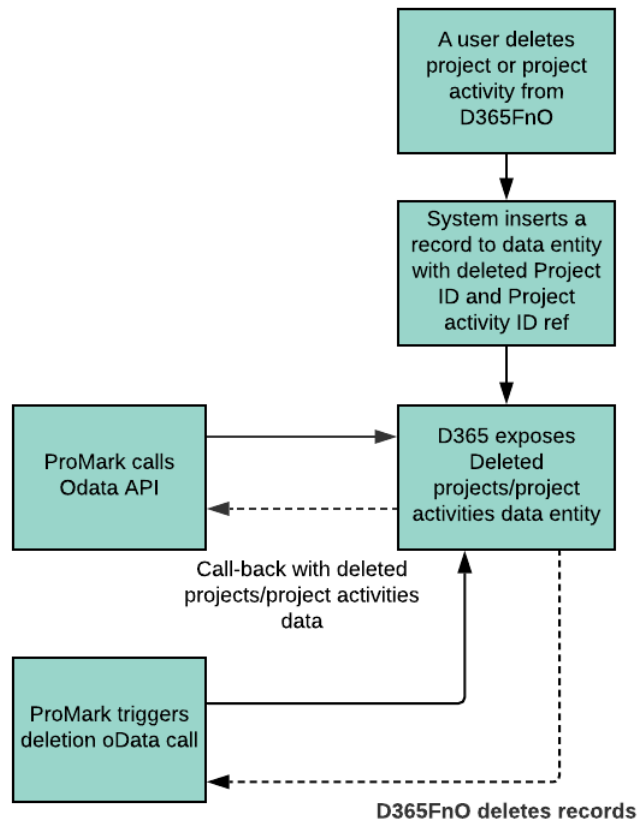 A user deletes
project or project
activity from
D365FnO
System inserts a
record to data entity
with deleted Project
ID and Project
activity ID ref
ProMark calls
Odata API
D365 exposes
Deleted
projects/project
activities data entity
Call-back with deleted
projects/project activities
data
ProMark triggers
deletion oData call
D365FnO deletes records